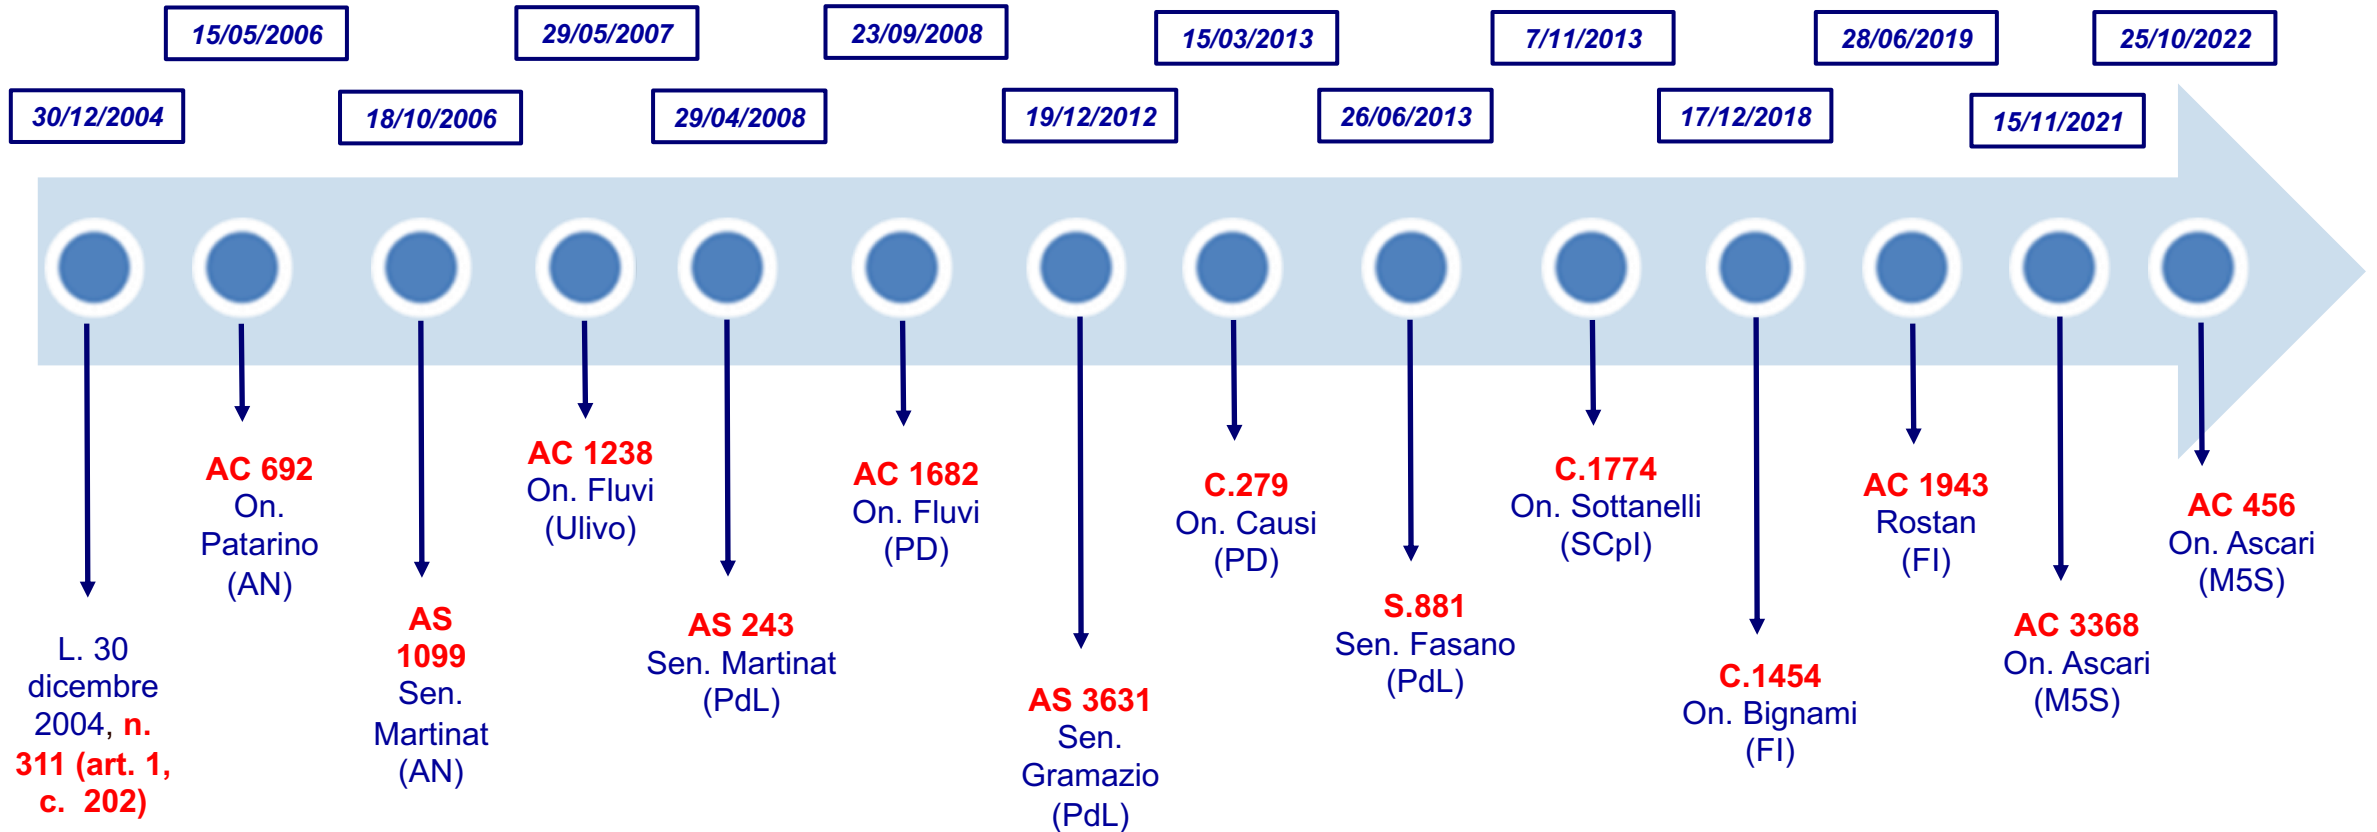 15/05/2006
29/05/2007
23/09/2008
15/03/2013
7/11/2013
28/06/2019
25/10/2022
30/12/2004
18/10/2006
29/04/2008
19/12/2012
26/06/2013
17/12/2018
15/11/2021
L. 30
dicembre
2004, n.
311 (art. 1,
c. 202)
AC 692
On.
Patarino
(AN)
AS
1099
Sen.
Martinat
(AN)
AC 1238
On. Fluvi
(Ulivo)
AS 243
Sen. Martinat
(PdL)
AC 1682
On. Fluvi
(PD)
AS 3631
Sen.
Gramazio
(PdL)
C.279
On. Causi
(PD)
S.881
Sen. Fasano
(PdL)
C.1774
On. Sottanelli
(SCpI)
C.1454
On. Bignami
(FI)
AC 1943
Rostan
(FI)
AC 3368
On. Ascari
(M5S)
AC 456
On. Ascari
(M5S)